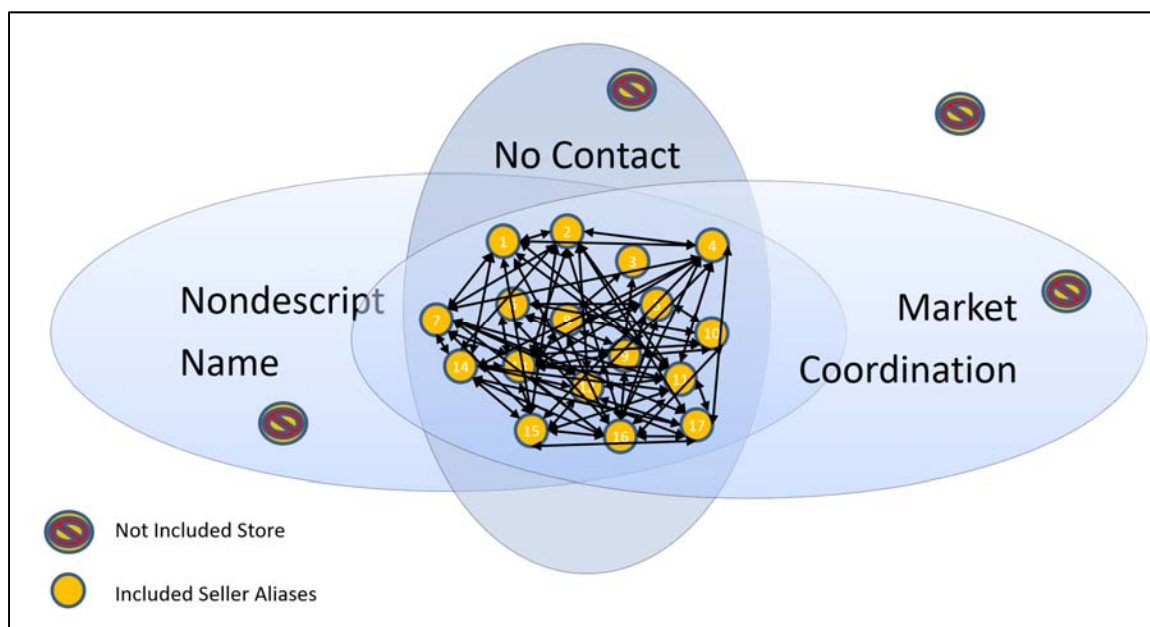 No Contact
Nondescript
Name
Market
Coordination
1
2
3
4
7
10
14
9
11
15
16
17
Not Included Store
Included Seller Aliases